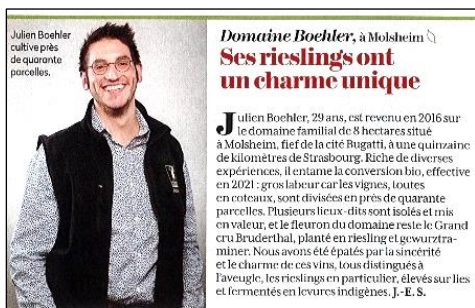 Julien Boehler
cultive près
de quarante
parcelles.
Domaine Boehler, à Molsheim
Ses rieslings ont
un charme unique
Julien Boehler, 29 ans, est revenu en 2016 sur
le domaine familial de 8 hectares situé
à Molsheim, fief de la cité Bugatti, à une quinzaine
de kilomètres de Strasbourg. Riche de diverses
expériences, il entame la conversion bio, effective
en 2021 : gros labeur car les vignes, toutes
en coteaux, sont divisées en près de quarante
parcelles. Plusieurs lieux-dits sont isolés et mis
en valeur, et le fleuron du domaine reste le Grand
cru Bruderthal, planté en riesling et gewurztra-
miner. Nous avons été épatés par la sincérité
et le charme de ces vins, tous distingués à
l'aveugle, les rieslings en particulier, élevés sur lies
et fermentés en levures indigènes. J.-E. S.